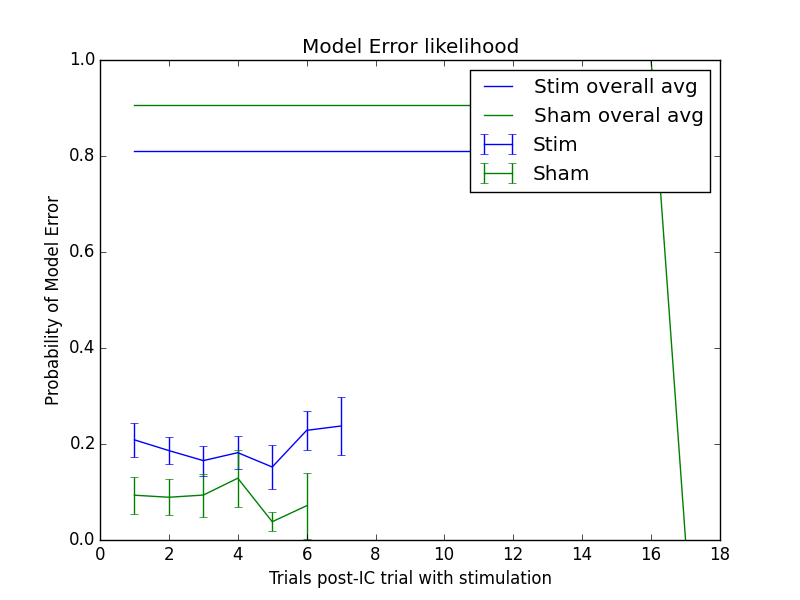 Model Error likelihood
1.0
0.8
0.6
0.4
0.2
0.0
Probability of Model Error
Stim overall avg
Sham overal avg
Stim
Sham
0 2 4 6 8 10 12 14 16 18
Trials post-IC trial with stimulation